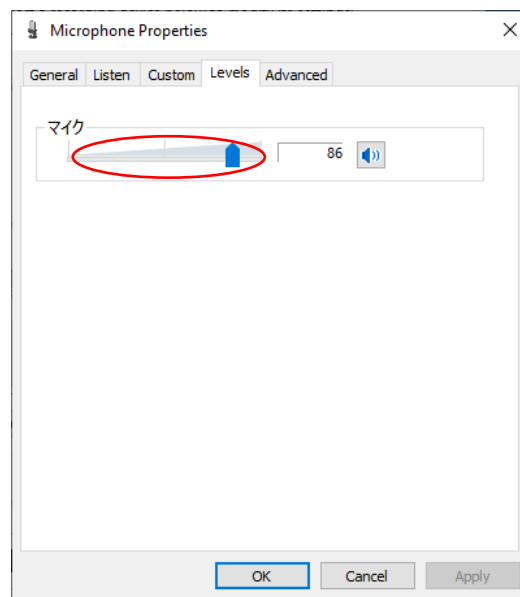 Microphone Properties
General Listen Custom Levels Advanced
マイク
86
OK Cancel Apply